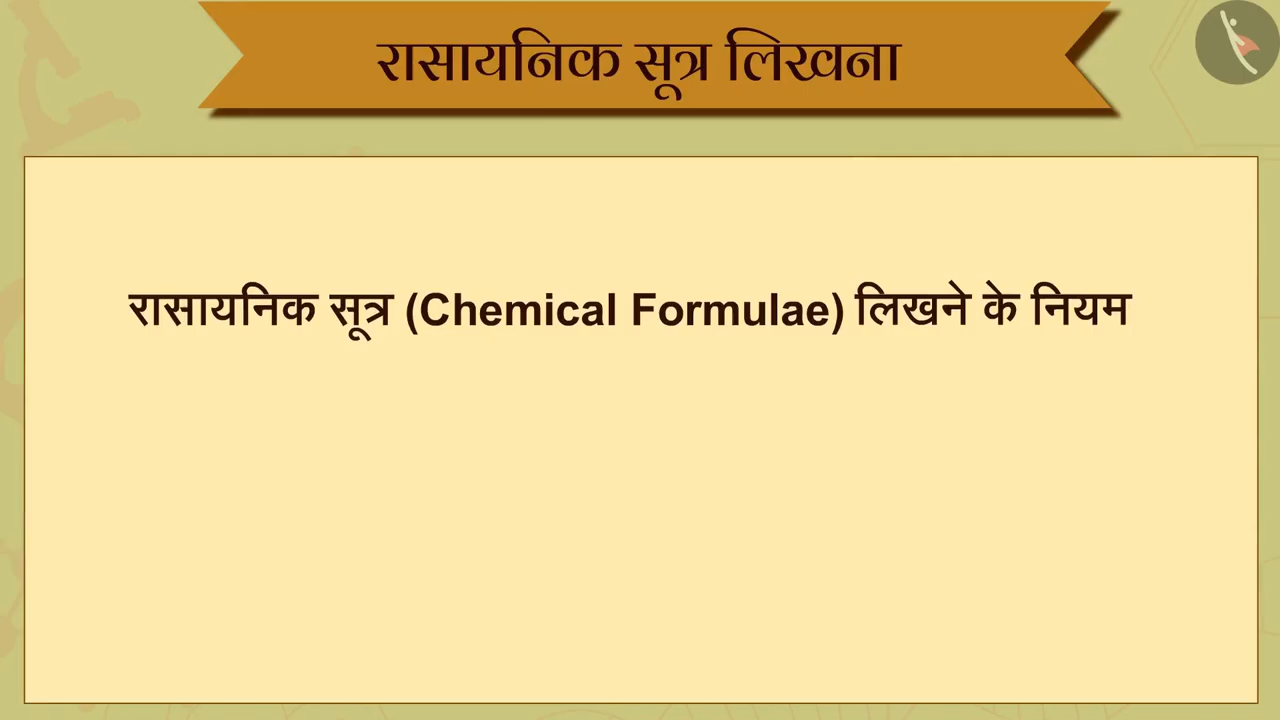 रासायनिक सूत्र लिखना
रासायनिक सूत्र (Chemical Formulae) लिखने के नियम